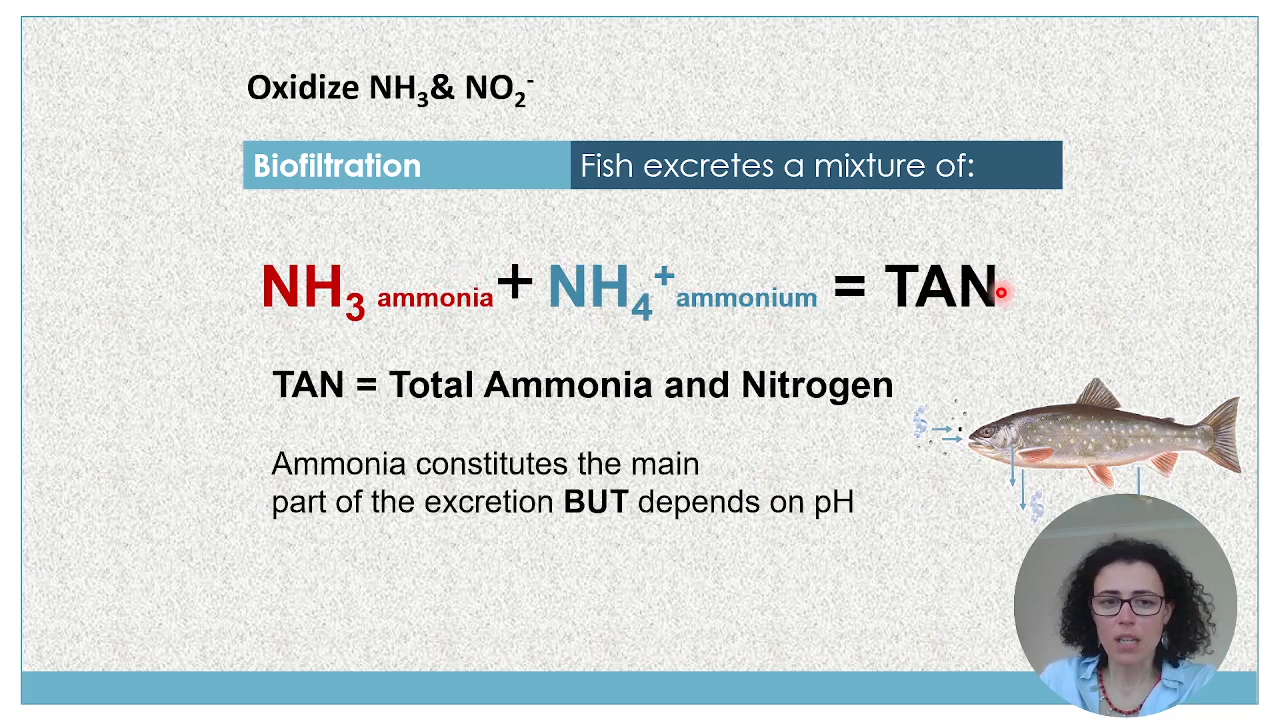 Oxidize NH₃& NO₂⁻
Biofiltration Fish excretes a mixture of:
NH₃ ammonia + NH₄⁺ ammonium = TAN
TAN = Total Ammonia and Nitrogen
Ammonia constitutes the main
part of the excretion BUT depends on pH